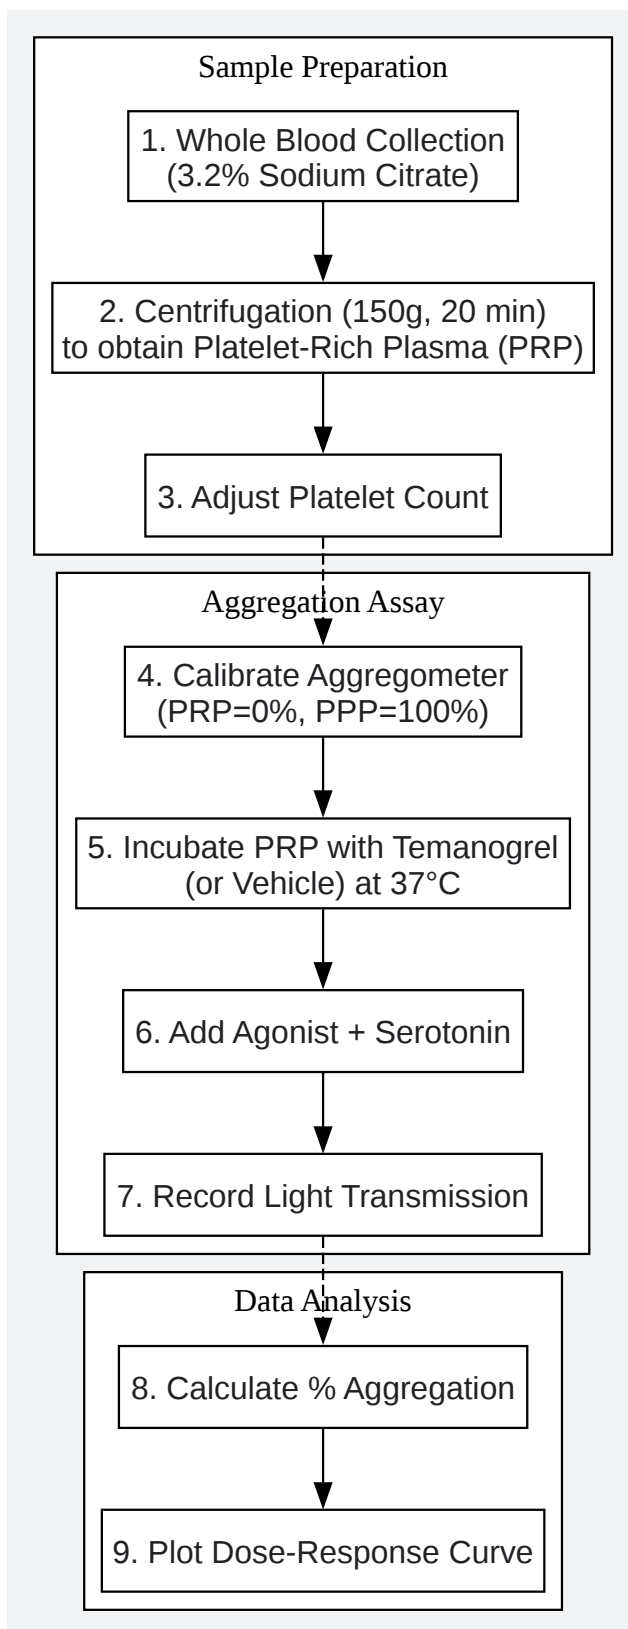 Sample Preparation
1. Whole Blood Collection
(3.2% Sodium Citrate)
2. Centrifugation (150g, 20 min)
to obtain Platelet-Rich Plasma (PRP)
3. Adjust Platelet Count
Aggregation Assay
4. Calibrate Aggregometer
(PRP=0%, PPP=100%)
5. Incubate PRP with Temanogrel
(or Vehicle) at 37°C
6. Add Agonist + Serotonin
7. Record Light Transmission
Data Analysis
8. Calculate % Aggregation
9. Plot Dose-Response Curve